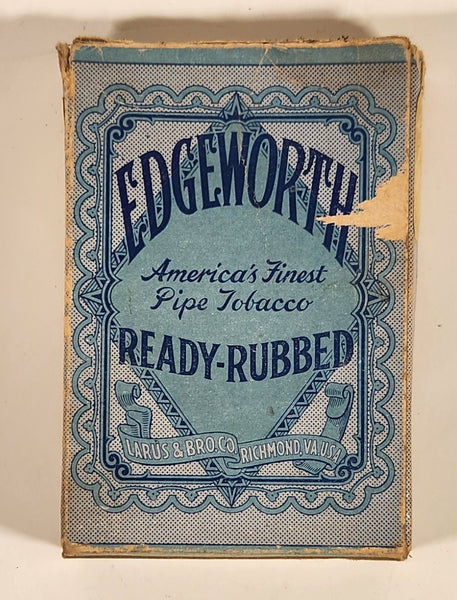 EDGEWORTH
America's Finest
Pipe Tobacco
READY-RUBBED
LARUS & BRO. CO. RICHMOND, VA. U.S.A.